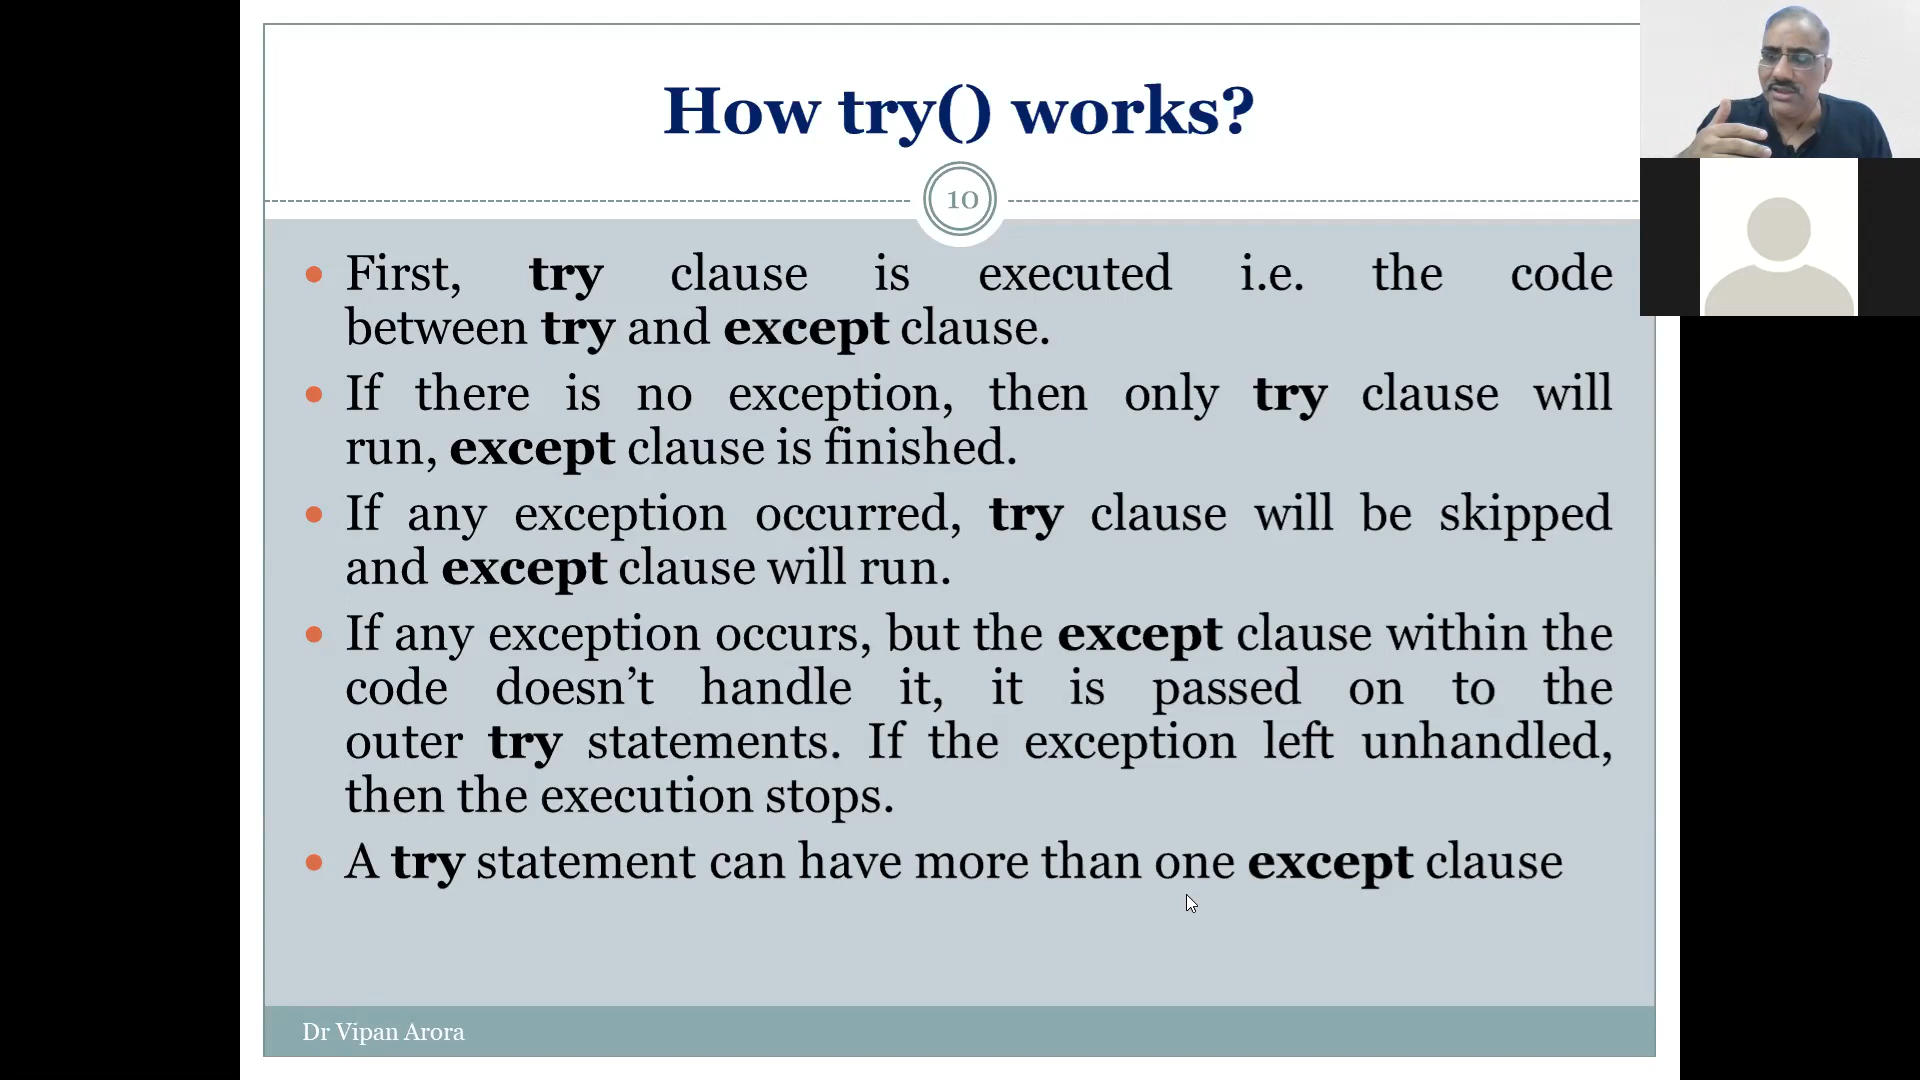 How try() works?
10
First, try clause is executed i.e. the code
between try and except clause.
If there is no exception, then only try clause will
run, except clause is finished.
If any exception occurred, try clause will be skipped
and except clause will run.
If any exception occurs, but the except clause within the
code doesn’t handle it, it is passed on to the
outer try statements. If the exception left unhandled,
then the execution stops.
A try statement can have more than one except clause
Dr Vipan Arora